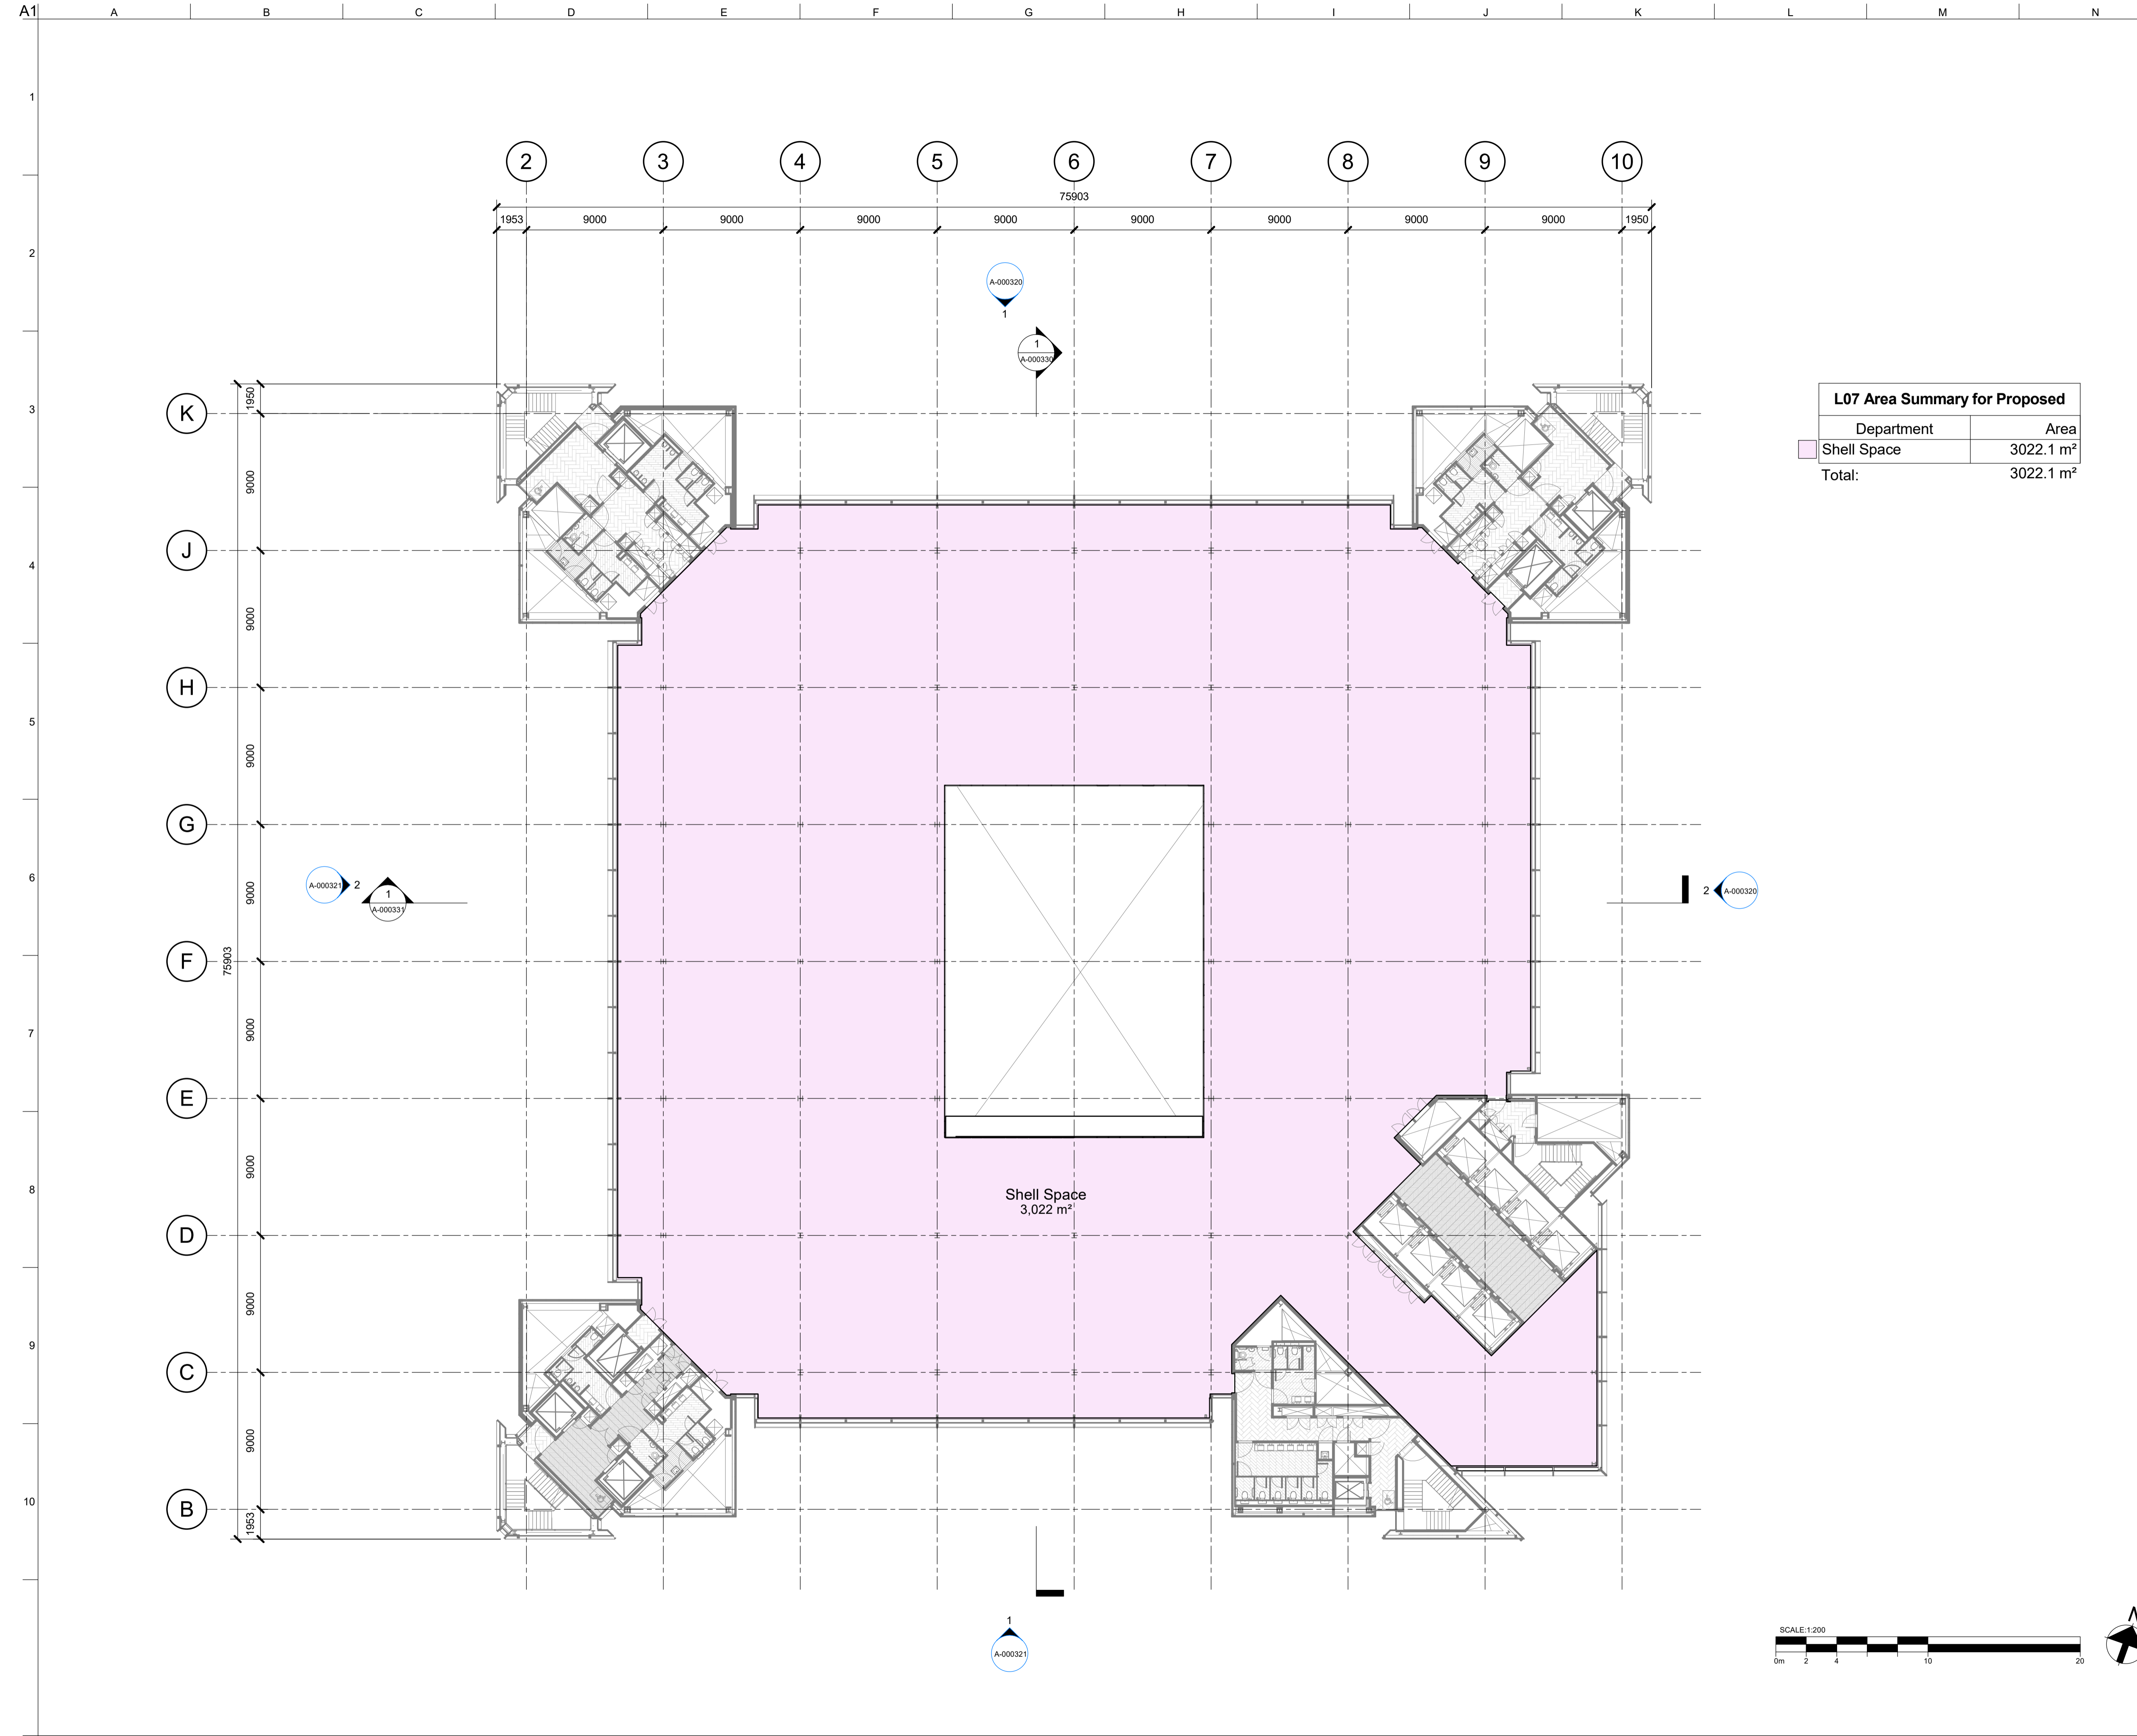 A1
A B C D E F G H I J K L M N
1
2
3
4
5
6
7
8
9
10
2 3 4 5 6 7 8 9 10
75903
1953 9000 9000 9000 9000 9000 9000 9000 9000 1950
A-000320
1
1
A-000330
K
J
H
G
F
E
D
C
B
1950
9000
9000
9000
9000
75903
9000
9000
9000
9000
1953
L07 Area Summary for Proposed
Department Area
Shell Space 3022.1 m²
Total: 3022.1 m²
A-000321 2
1
A-000331
2 A-000320
Shell Space
3,022 m²
1
A-000321
SCALE:1:200
0m 2 4 10 20